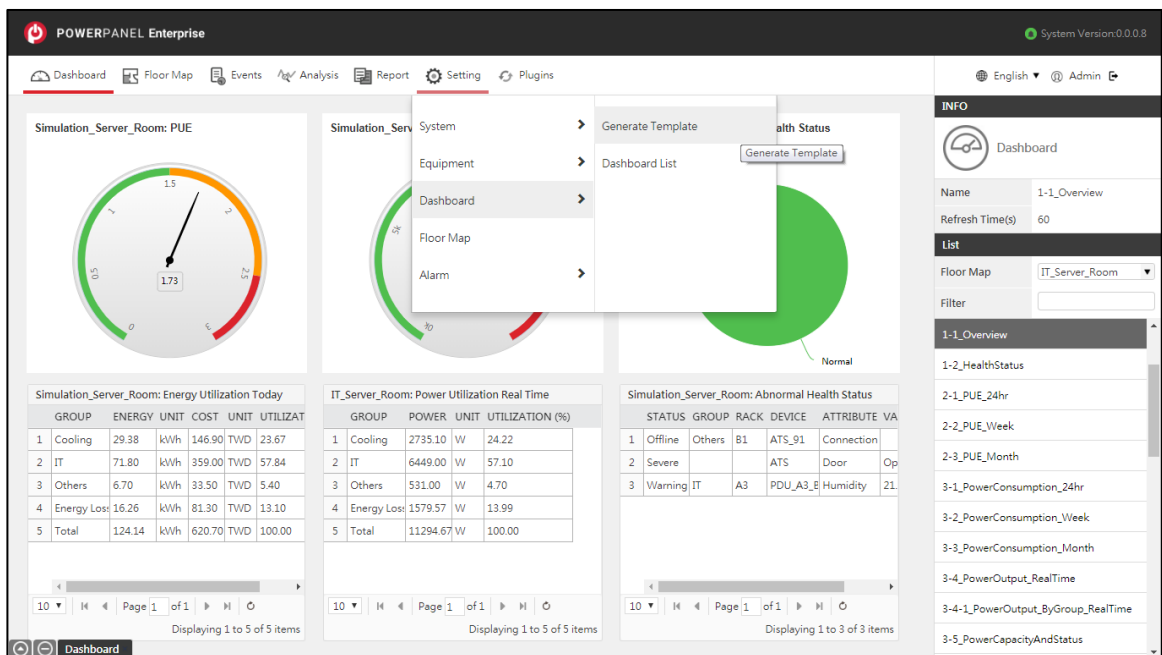 POWERPANEL Enterprise
System Version:0.0.0.8
Dashboard Floor Map Events Analysis Report Setting Plugins
English ▼ Admin
Simulation_Server_Room: PUE
0
0.5
1
1.5
2
2.5
3
1.73
Simulation_Serv
5k
0k
System
Equipment
Dashboard
Floor Map
Alarm
Generate Template
Dashboard List
Generate Template
alth Status
Normal
Simulation_Server_Room: Energy Utilization Today
GROUP ENERGY UNIT COST UNIT UTILIZAT
1 Cooling 29.38 kWh 146.90 TWD 23.67
2 IT 71.80 kWh 359.00 TWD 57.84
3 Others 6.70 kWh 33.50 TWD 5.40
4 Energy Loss 16.26 kWh 81.30 TWD 13.10
5 Total 124.14 kWh 620.70 TWD 100.00
10 ▼ Page 1 of 1
Displaying 1 to 5 of 5 items
IT_Server_Room: Power Utilization Real Time
GROUP POWER UNIT UTILIZATION (%)
1 Cooling 2735.10 W 24.22
2 IT 6449.00 W 57.10
3 Others 531.00 W 4.70
4 Energy Loss 1579.57 W 13.99
5 Total 11294.67 W 100.00
10 ▼ Page 1 of 1
Displaying 1 to 5 of 5 items
Simulation_Server_Room: Abnormal Health Status
STATUS GROUP RACK DEVICE ATTRIBUTE VA
1 Offline Others B1 ATS_91 Connection
2 Severe ATS Door Op
3 Warning IT A3 PDU_A3_E Humidity 21.
10 ▼ Page 1 of 1
Displaying 1 to 3 of 3 items
INFO
Dashboard
Name 1-1_Overview
Refresh Time(s) 60
List
Floor Map IT_Server_Room ▼
Filter
1-1_Overview
1-2_HealthStatus
2-1_PUE_24hr
2-2_PUE_Week
2-3_PUE_Month
3-1_PowerConsumption_24hr
3-2_PowerConsumption_Week
3-3_PowerConsumption_Month
3-4_PowerOutput_RealTime
3-4-1_PowerOutput_ByGroup_RealTime
3-5_PowerCapacityAndStatus
Dashboard